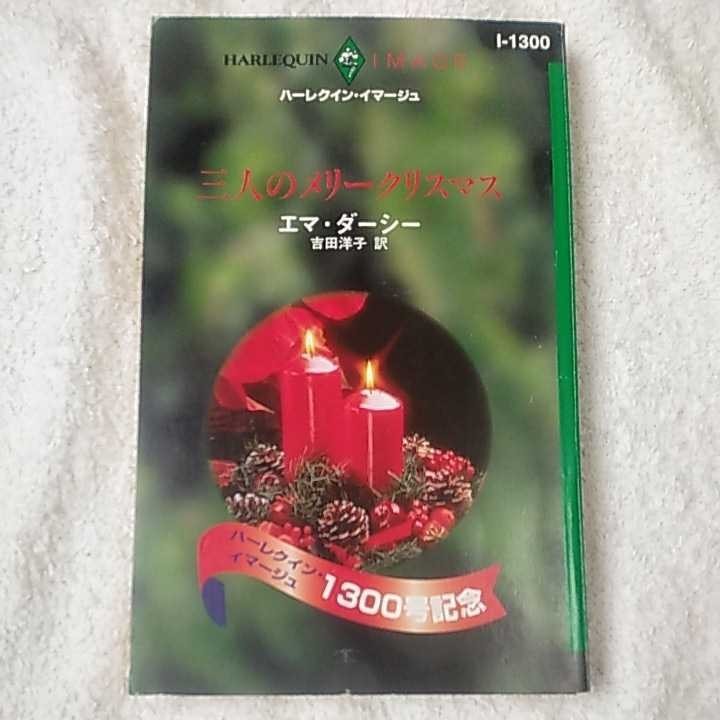 I-1300
HARLEQUIN IMAGE
ハーレクイン・イマージュ
三人のメリークリスマス
エマ・ダーシー
吉田洋子 訳
ハーレクイン・
イマージュ
1300号記念